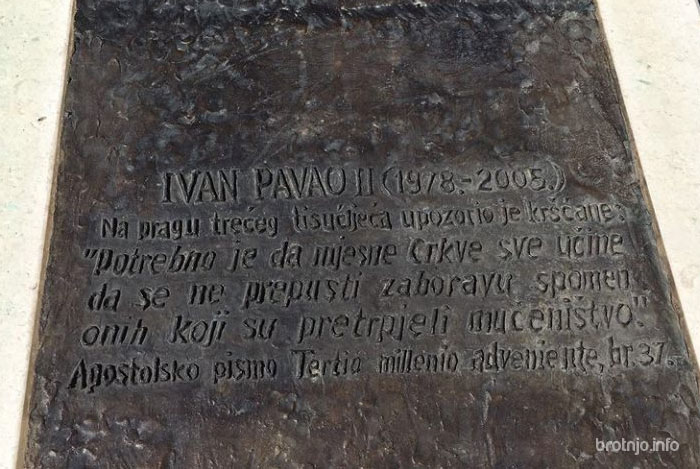 IVAN PAVAO II (1978.-2005.)
Na pragu trećeg tisućljeća upozorio je kršćane:
"Potrebno je da mjesne Crkve sve učine
da se ne prepusti zaboravu spomen
onih koji su pretrpjeli mučeništvo."
Apostolsko pismo Tertio millenio adveniente, br. 37.
brotnjo.info